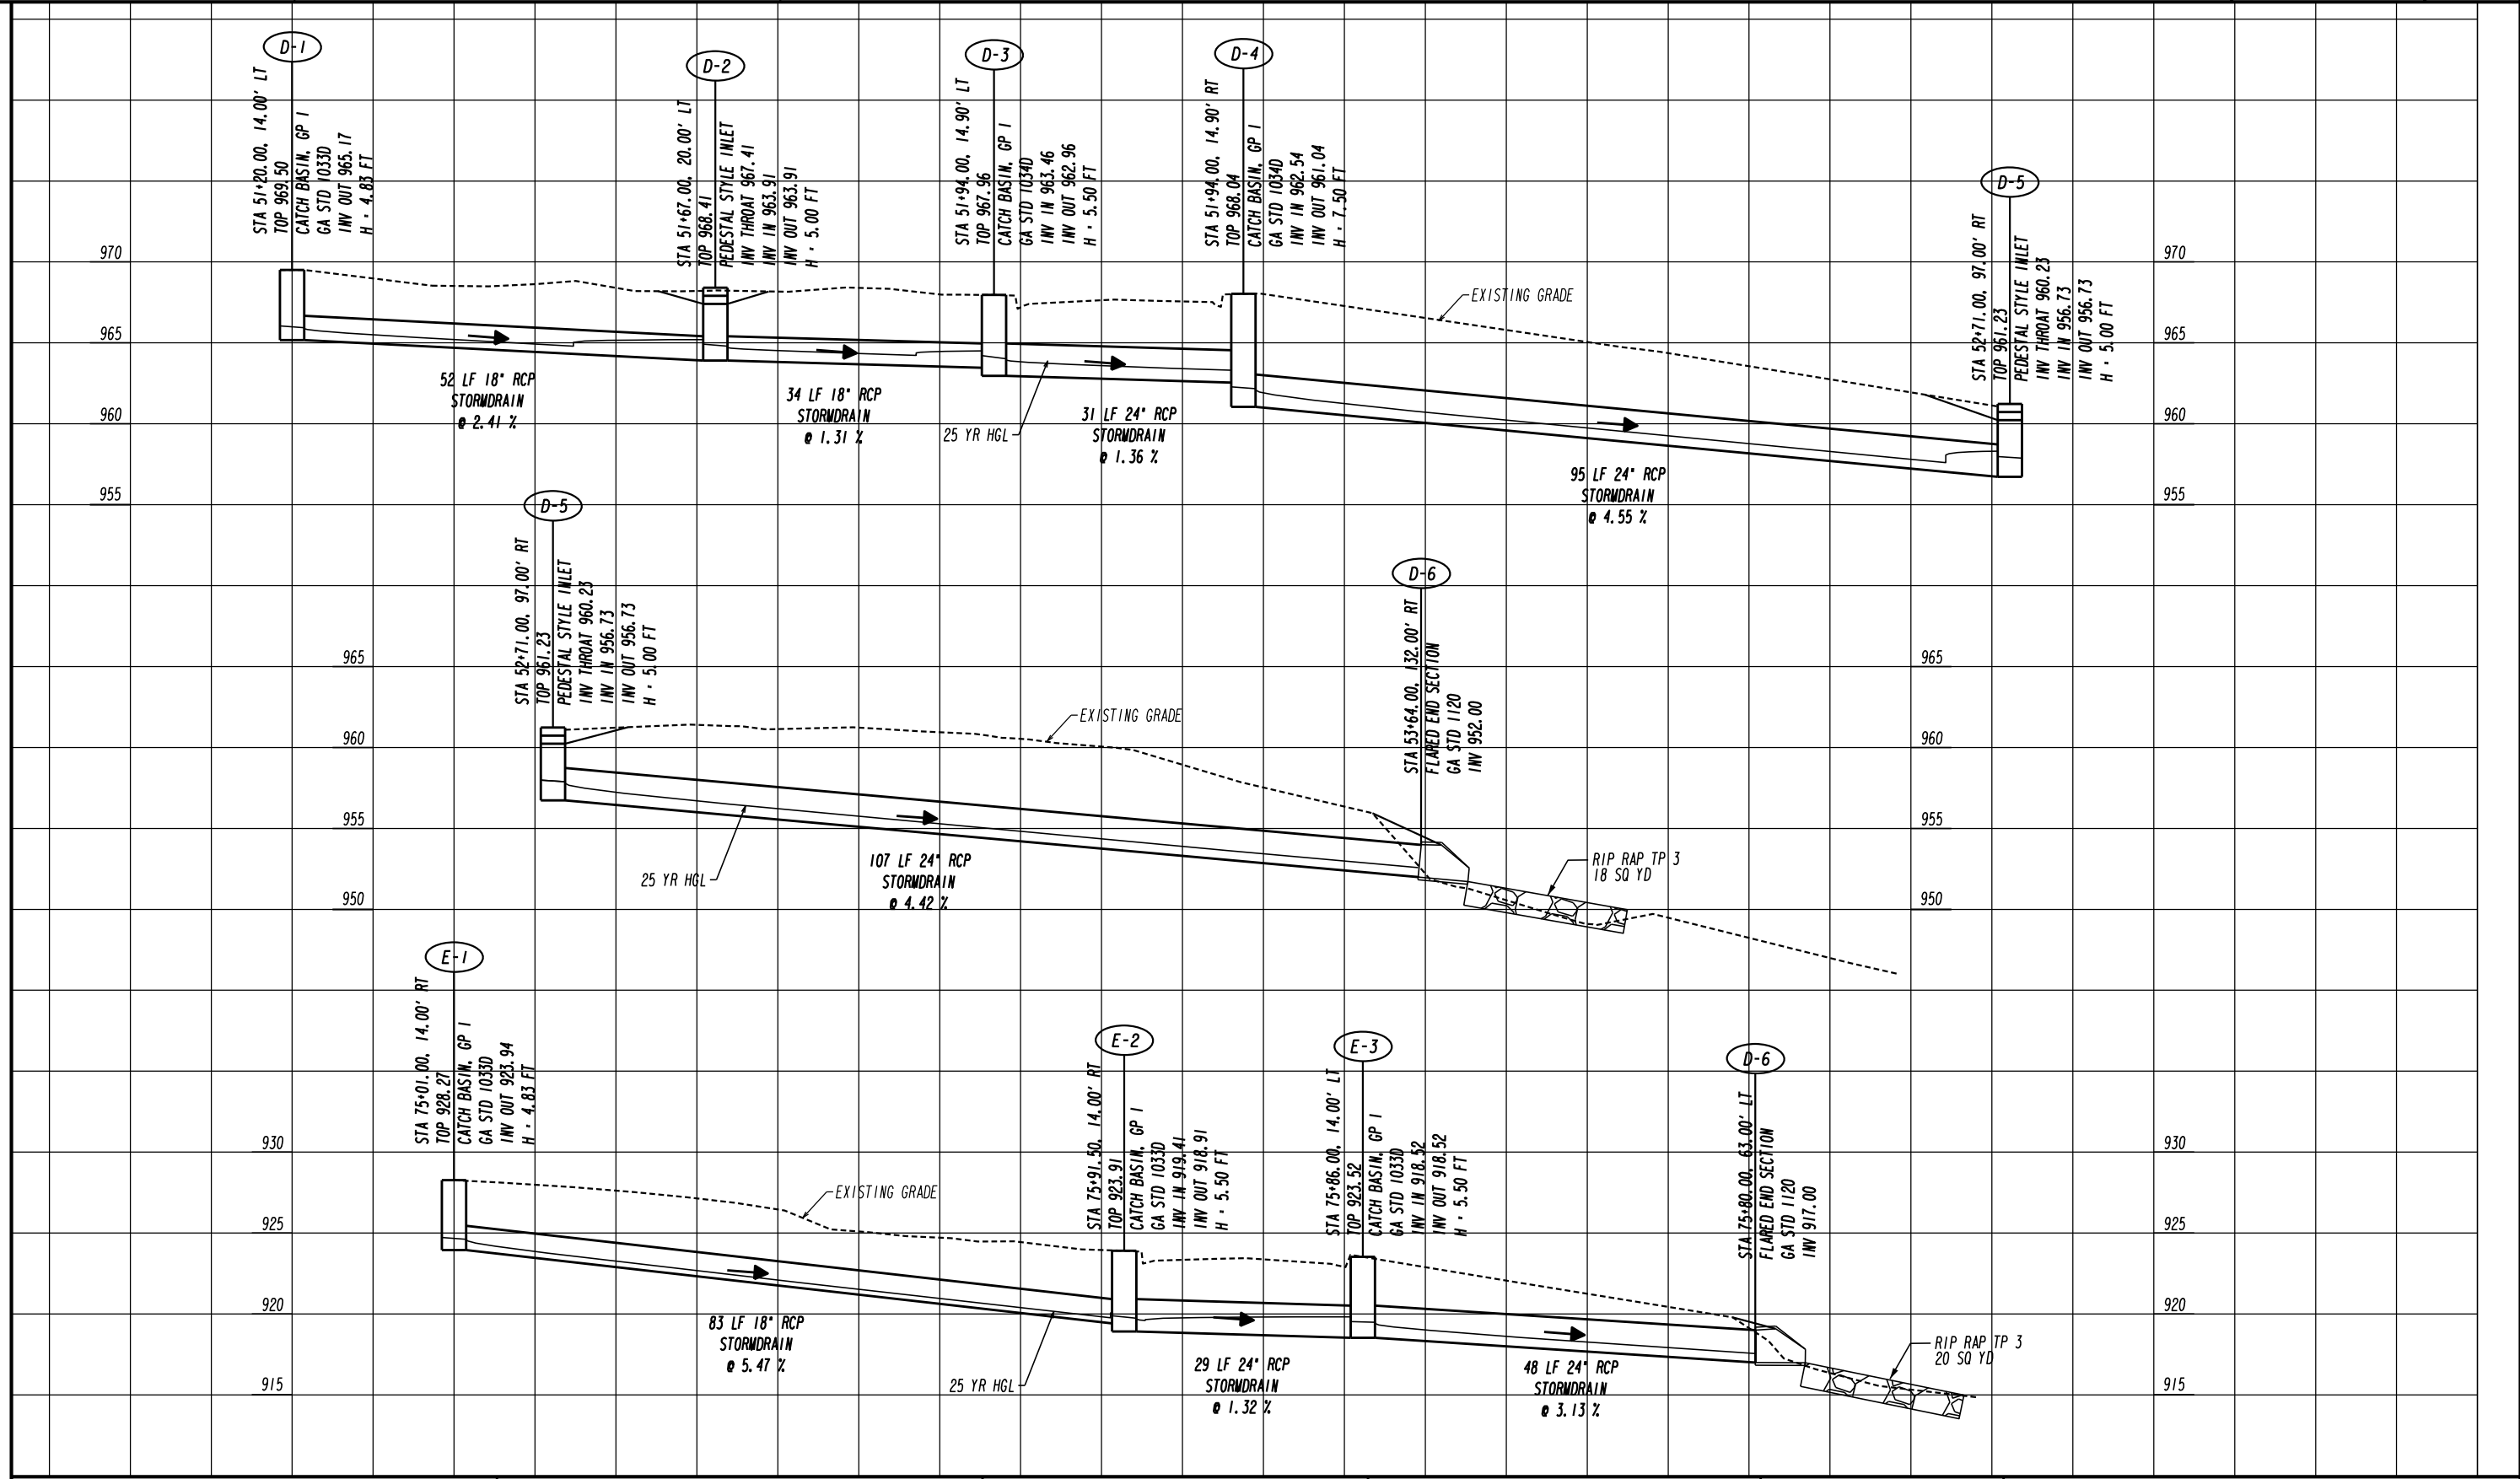 D-1
STA 51+20.00, 14.00' LT
TOP 969.50
CATCH BASIN, GP 1
GA STD 1033D
INV OUT 965.17
H = 4.83 FT
D-2
STA 51+67.00, 20.00' LT
TOP 968.41
PEDESTAL STYLE INLET
INV THROAT 967.41
INV IN 963.91
INV OUT 963.91
H = 5.00 FT
D-3
STA 51+94.00, 14.90' LT
TOP 967.96
CATCH BASIN, GP 1
GA STD 1034D
INV IN 963.46
INV OUT 962.96
H = 5.50 FT
D-4
STA 51+94.00, 14.90' RT
TOP 968.04
CATCH BASIN, GP 1
GA STD 1034D
INV IN 962.54
INV OUT 961.04
H = 7.50 FT
D-5
STA 52+71.00, 97.00' RT
TOP 961.23
PEDESTAL STYLE INLET
INV THROAT 960.23
INV IN 956.73
INV OUT 956.73
H = 5.00 FT
970
965
960
955
970
965
960
955
EXISTING GRADE
52 LF 18" RCP
STORMDRAIN
@ 2.41 %
34 LF 18" RCP
STORMDRAIN
@ 1.31 %
25 YR HGL
31 LF 24" RCP
STORMDRAIN
@ 1.36 %
95 LF 24" RCP
STORMDRAIN
@ 4.55 %
D-5
STA 52+71.00, 97.00' RT
TOP 961.23
PEDESTAL STYLE INLET
INV THROAT 960.23
INV IN 956.73
INV OUT 956.73
H = 5.00 FT
D-6
STA 53+64.00, 132.00' RT
FLARED END SECTION
GA STD 1120
INV 952.00
965
960
955
950
965
960
955
950
EXISTING GRADE
25 YR HGL
107 LF 24" RCP
STORMDRAIN
@ 4.42 %
RIP RAP TP 3
18 SQ YD
E-1
STA 75+01.00, 14.00' RT
TOP 928.27
CATCH BASIN, GP 1
GA STD 1033D
INV OUT 923.94
H = 4.83 FT
E-2
STA 75+91.50, 14.00' RT
TOP 923.91
CATCH BASIN, GP 1
GA STD 1033D
INV IN 919.41
INV OUT 918.91
H = 5.50 FT
E-3
STA 75+86.00, 14.00' LT
TOP 923.52
CATCH BASIN, GP 1
GA STD 1033D
INV IN 918.52
INV OUT 918.52
H = 5.50 FT
D-6
STA 75+80.00, 63.00' LT
FLARED END SECTION
GA STD 1120
INV 917.00
930
925
920
915
930
925
920
915
EXISTING GRADE
83 LF 18" RCP
STORMDRAIN
@ 5.47 %
25 YR HGL
29 LF 24" RCP
STORMDRAIN
@ 1.32 %
48 LF 24" RCP
STORMDRAIN
@ 3.13 %
RIP RAP TP 3
20 SQ YD